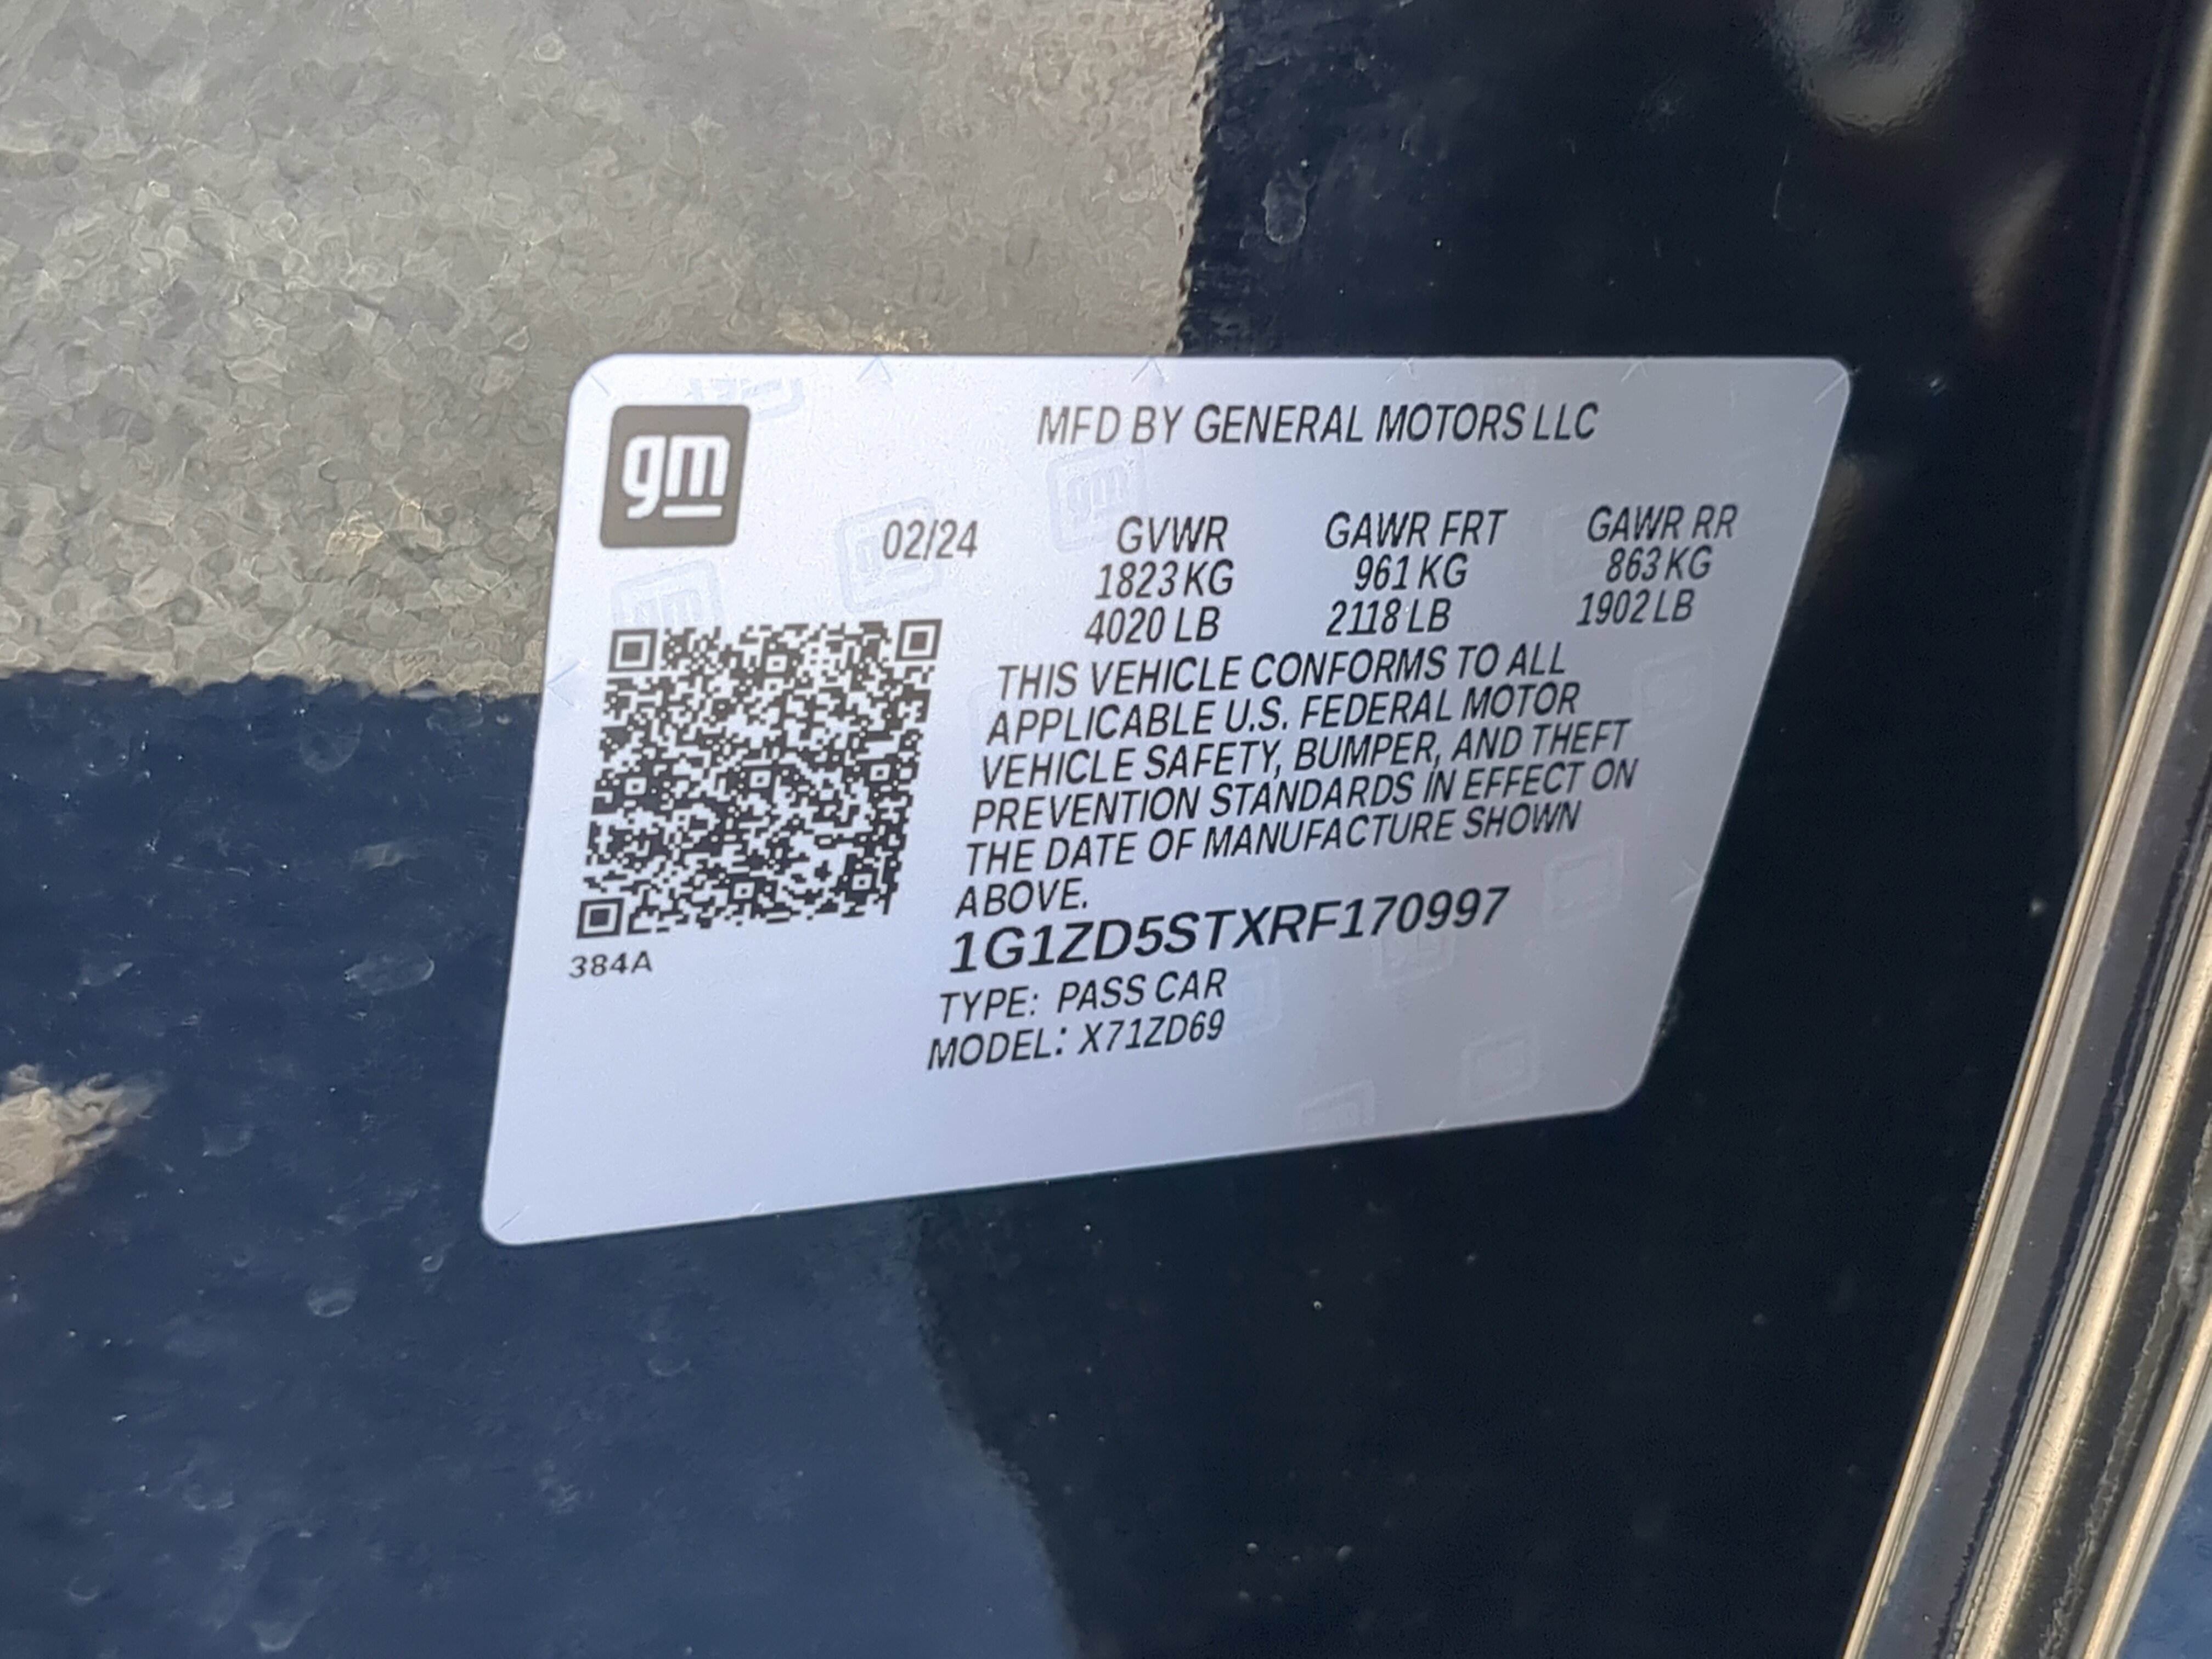 gm
MFD BY GENERAL MOTORS LLC
02/24 GVWR GAWR FRT GAWR RR
1823 KG 961 KG 863 KG
4020 LB 2118 LB 1902 LB
THIS VEHICLE CONFORMS TO ALL
APPLICABLE U.S. FEDERAL MOTOR
VEHICLE SAFETY, BUMPER, AND THEFT
PREVENTION STANDARDS IN EFFECT ON
THE DATE OF MANUFACTURE SHOWN
ABOVE.
1G1ZD5STXRF170997
384A
TYPE: PASS CAR
MODEL: X71ZD69